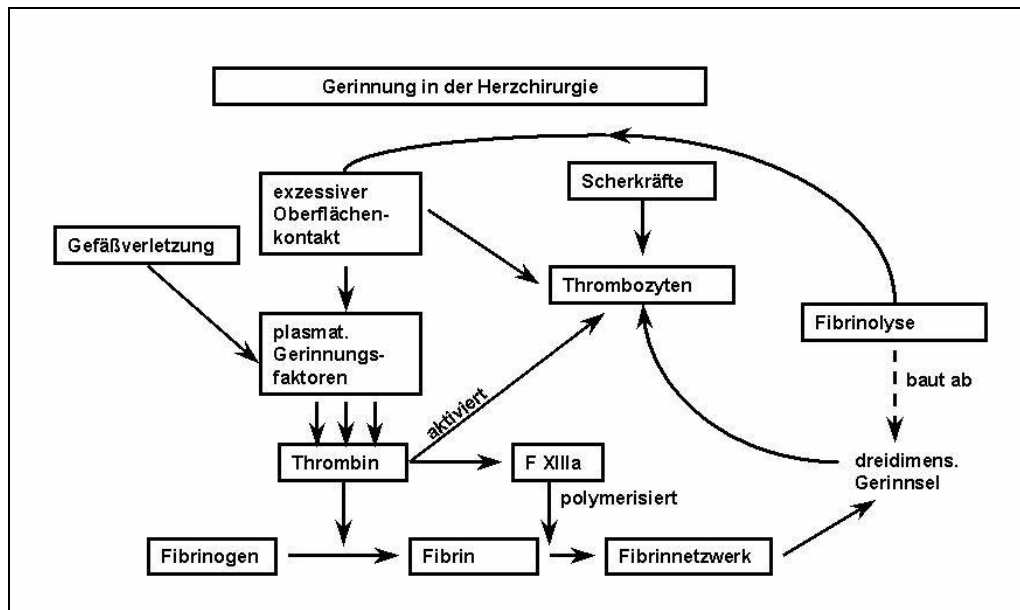 Gerinnung in der Herzchirurgie
exzessiver
Oberflächen-
kontakt
Scherkräfte
Gefäßverletzung
Thrombozyten
Fibrinolyse
plasmat.
Gerinnungs-
faktoren
baut ab
aktiviert
Thrombin
F XIIIa
dreidimens.
Gerinnsel
polymerisiert
Fibrinogen
Fibrin
Fibrinnetzwerk